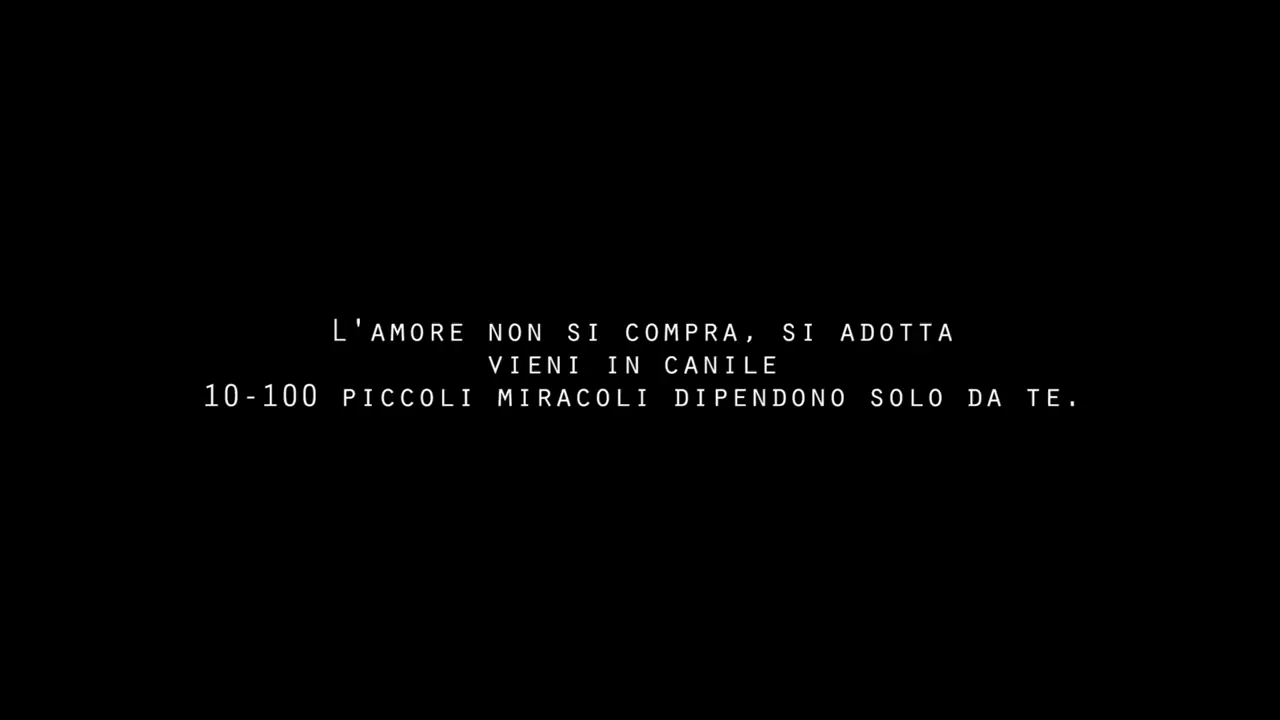 L'amore non si compra, si adotta
vieni in canile
10-100 piccoli miracoli dipendono solo da te.